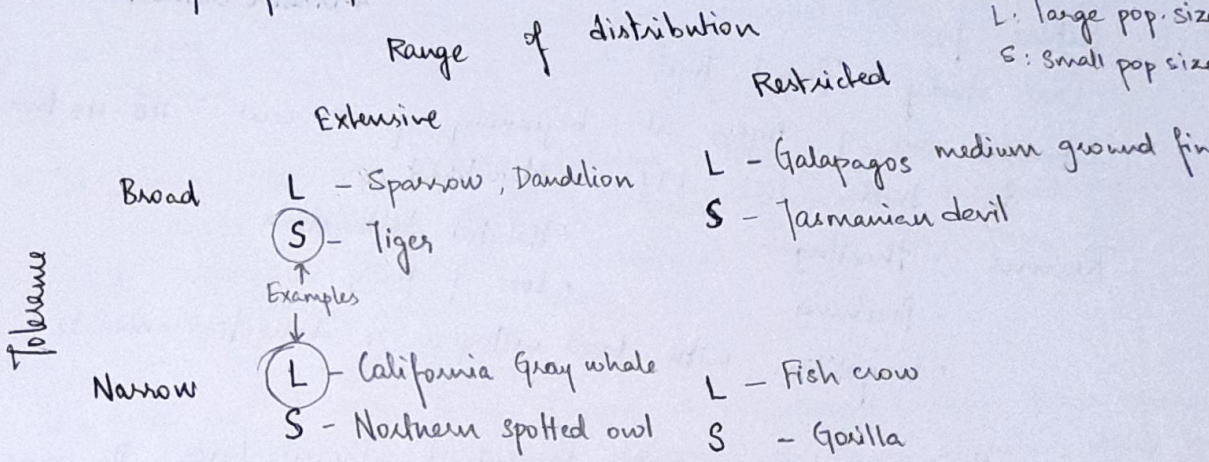 Range of distribution
L: large pop. siz
S: small pop size
Extensive
Restricted
Broad
L - Sparrow, Dandelion
S - Tiger
L - Galapagos medium ground fin
S - Tasmanian devil
Examples
Tolerance
Narrow
L - California Gray whale
S - Northern spotted owl
L - Fish crow
S - Gorilla